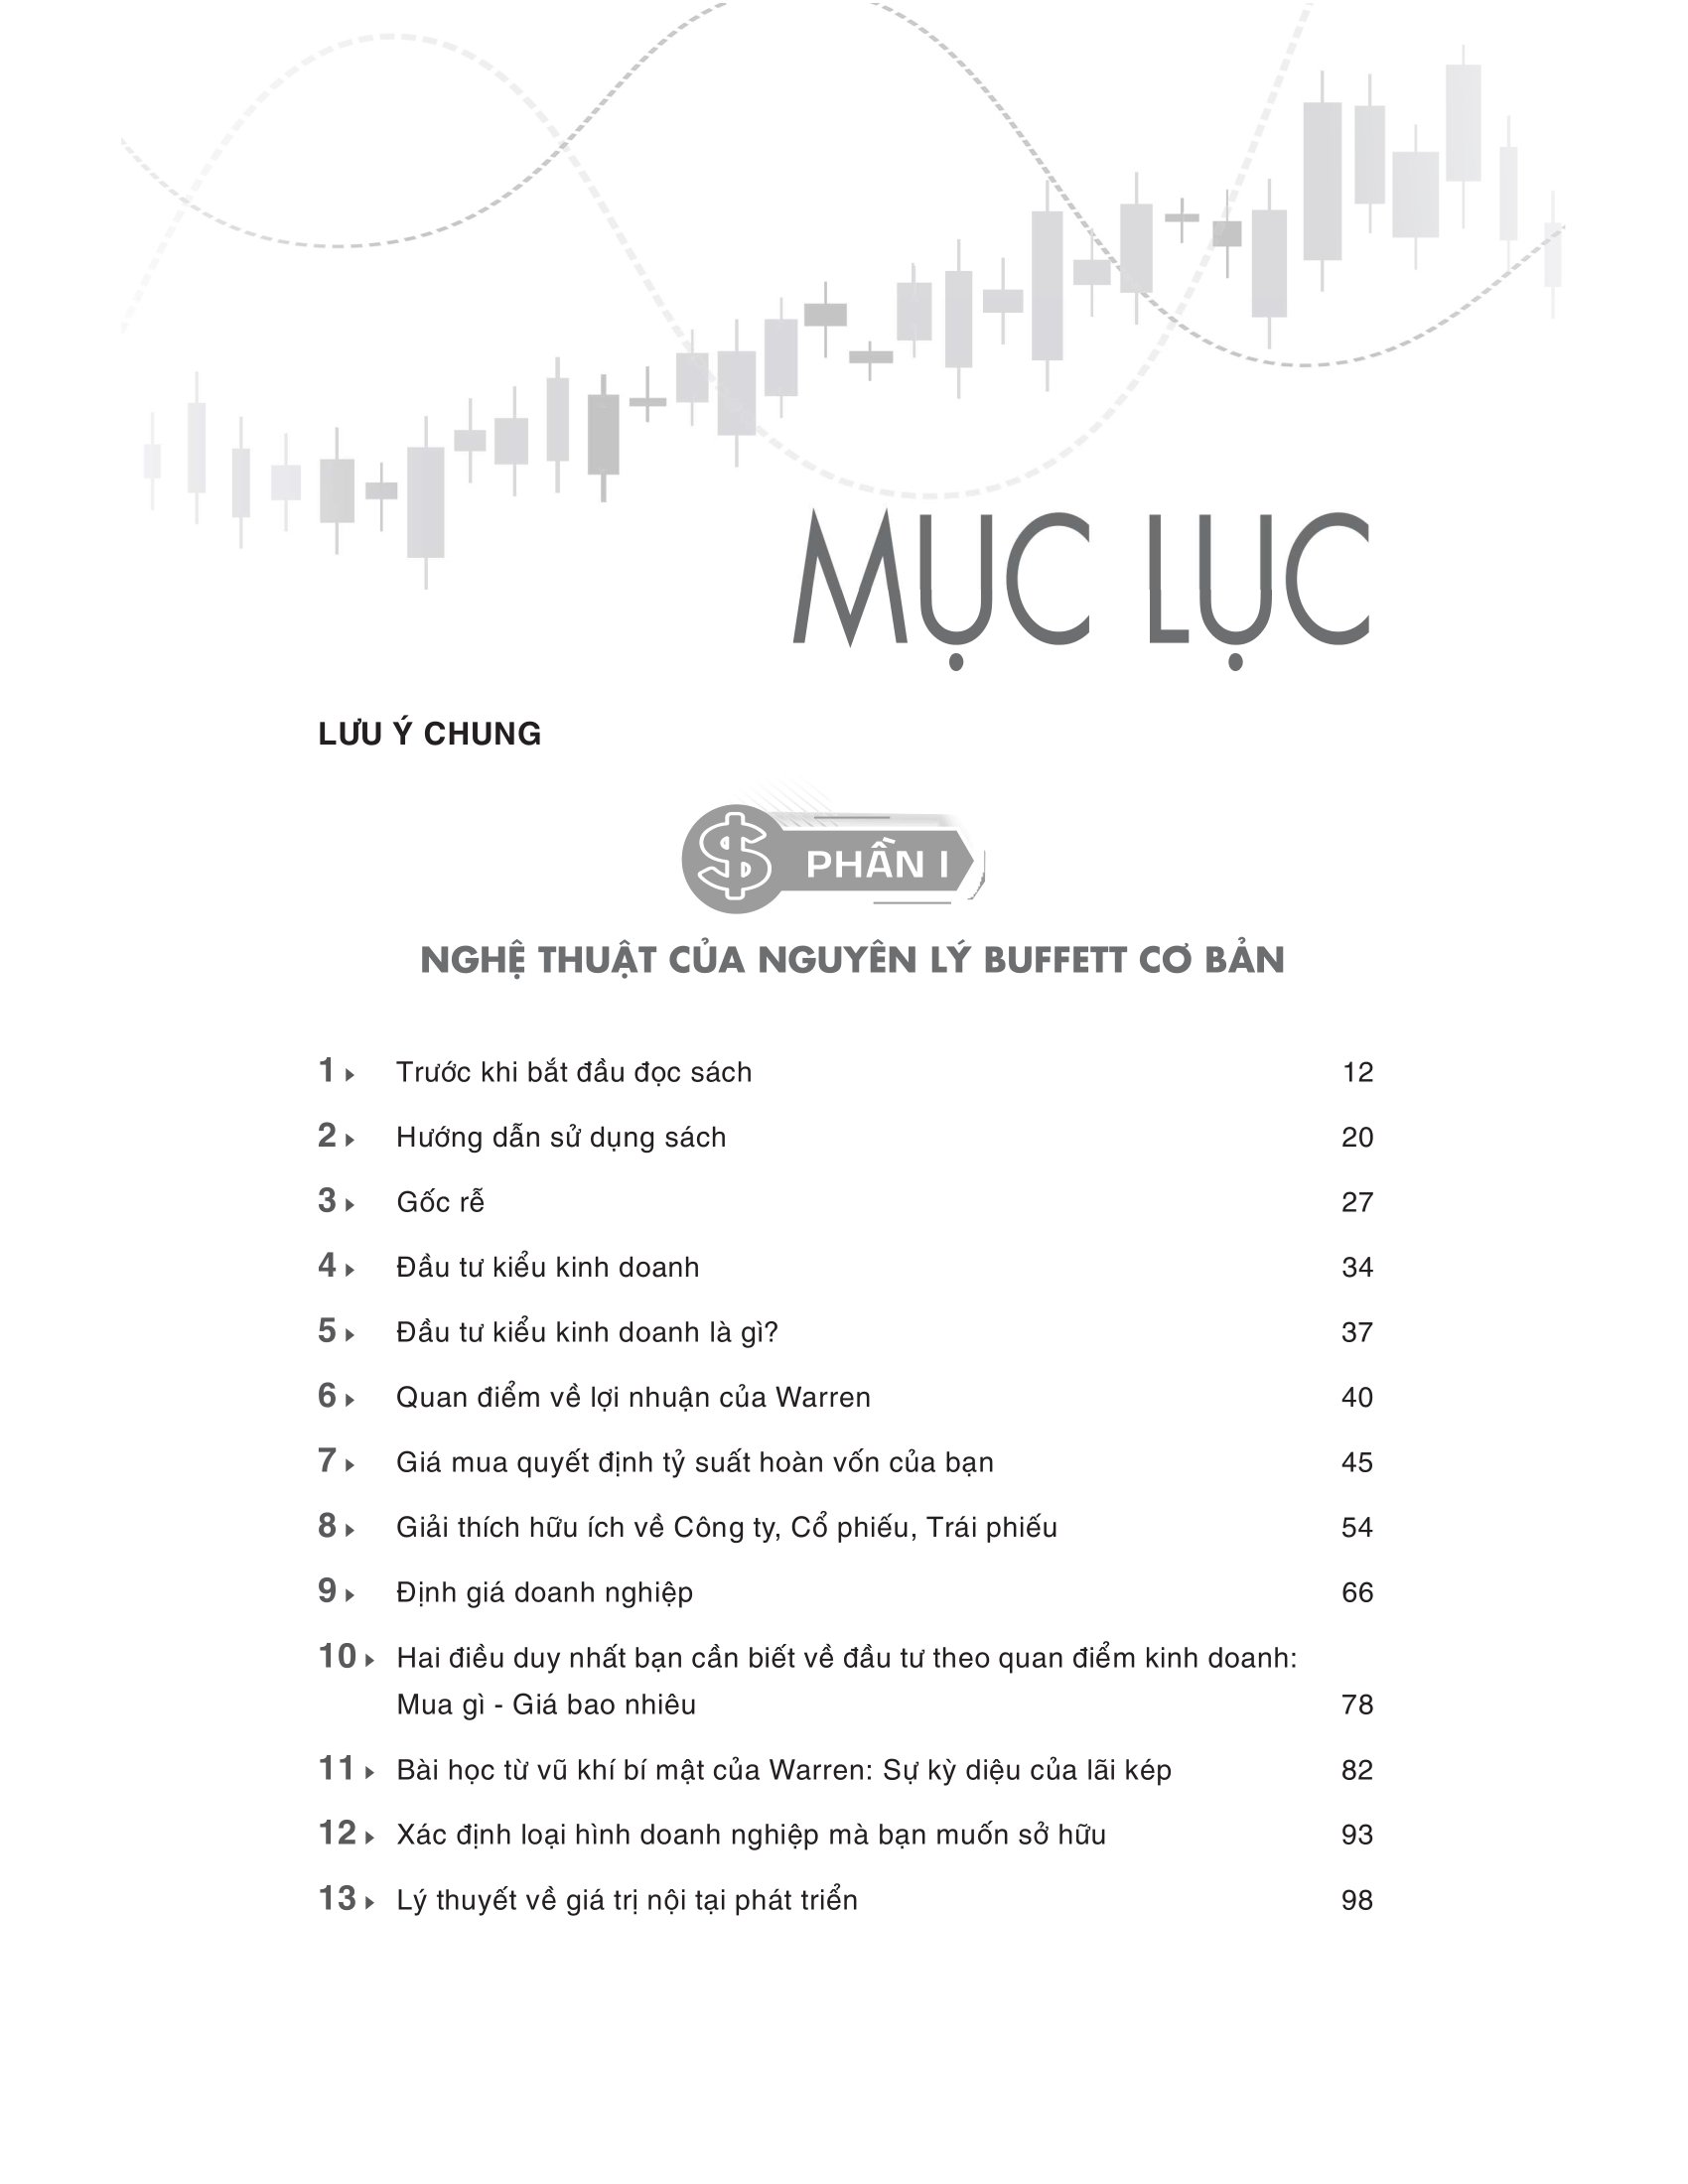 MỤC LỤC
LƯU Ý CHUNG
PHẦN I
NGHỆ THUẬT CỦA NGUYÊN LÝ BUFFETT CƠ BẢN
1 Trước khi bắt đầu đọc sách 12
2 Hướng dẫn sử dụng sách 20
3 Gốc rễ 27
4 Đầu tư kiểu kinh doanh 34
5 Đầu tư kiểu kinh doanh là gì? 37
6 Quan điểm về lợi nhuận của Warren 40
7 Giá mua quyết định tỷ suất hoàn vốn của bạn 45
8 Giải thích hữu ích về Công ty, Cổ phiếu, Trái phiếu 54
9 Định giá doanh nghiệp 66
10 Hai điều duy nhất bạn cần biết về đầu tư theo quan điểm kinh doanh:
Mua gì - Giá bao nhiêu 78
11 Bài học từ vũ khí bí mật của Warren: Sự kỳ diệu của lãi kép 82
12 Xác định loại hình doanh nghiệp mà bạn muốn sở hữu 93
13 Lý thuyết về giá trị nội tại phát triển 98